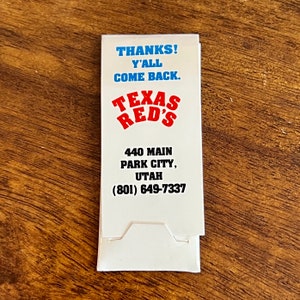 THANKS!
Y'ALL
COME BACK.
TEXAS
RED'S
440 MAIN
PARK CITY,
UTAH
(801) 649-7337